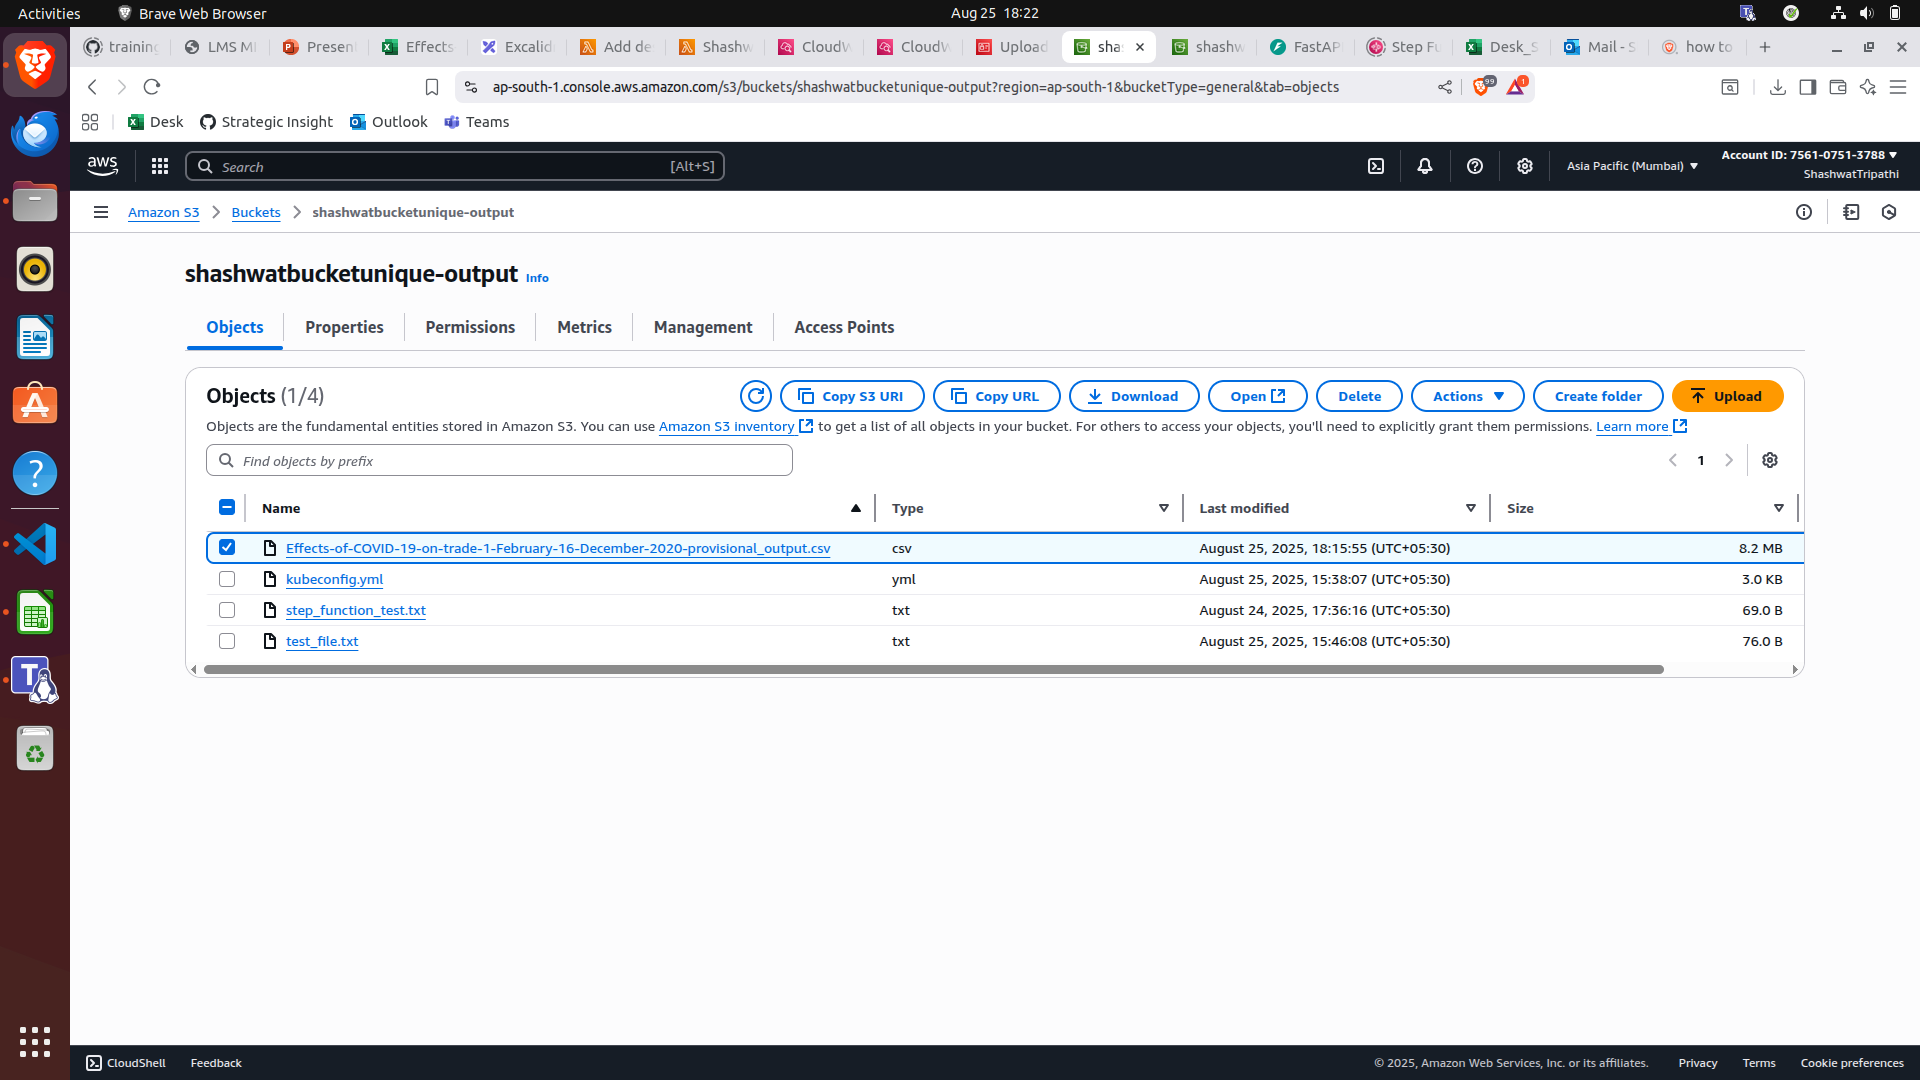 Activities
Brave Web Browser
Aug 25 18:22
training
LMS M
Presen
Effects
Excalid
Add de
Shashw
CloudW
CloudW
Upload
sha
shashw
FastAP
Step Fu
Desk_S
Mail - S
how to
ap-south-1.console.aws.amazon.com/s3/buckets/shashwatbucketunique-output?region=ap-south-1&bucketType=general&tab=objects
99
1
Desk
Strategic Insight
Outlook
Teams
aws
Search
[Alt+S]
Asia Pacific (Mumbai)
Account ID: 7561-0751-3788
ShashwatTripathi
Amazon S3
Buckets
shashwatbucketunique-output
shashwatbucketunique-output Info
Objects
Properties
Permissions
Metrics
Management
Access Points
Objects (1/4)
Copy S3 URI
Copy URL
Download
Open
Delete
Actions
Create folder
Upload
Objects are the fundamental entities stored in Amazon S3. You can use Amazon S3 inventory to get a list of all objects in your bucket. For others to access your objects, you'll need to explicitly grant them permissions. Learn more
Find objects by prefix
1
Name Type Last modified Size
Effects-of-COVID-19-on-trade-1-February-16-December-2020-provisional_output.csv csv August 25, 2025, 18:15:55 (UTC+05:30) 8.2 MB
kubeconfig.yml yml August 25, 2025, 15:38:07 (UTC+05:30) 3.0 KB
step_function_test.txt txt August 24, 2025, 17:36:16 (UTC+05:30) 69.0 B
test_file.txt txt August 25, 2025, 15:46:08 (UTC+05:30) 76.0 B
CloudShell
Feedback
© 2025, Amazon Web Services, Inc. or its affiliates.
Privacy
Terms
Cookie preferences